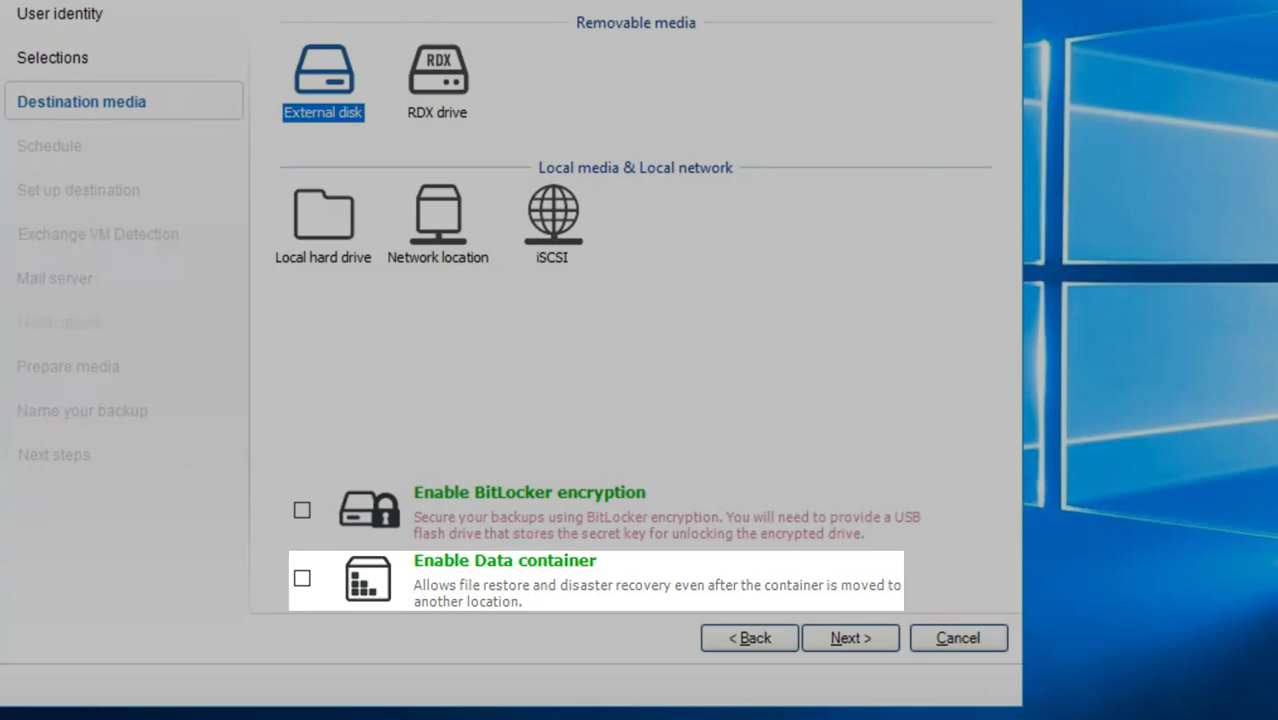 User identity
Selections
Destination media
Schedule
Set up destination
Exchange VM Detection
Mail server
Notifications
Prepare media
Name your backup
Next steps
Removable media
RDX
External disk
RDX drive
Local media & Local network
Local hard drive
Network location
iSCSI
Enable BitLocker encryption
Secure your backups using BitLocker encryption. You will need to provide a USB
flash drive that stores the secret key for unlocking the encrypted drive.
Enable Data container
Allows file restore and disaster recovery even after the container is moved to
another location.
< Back
Next >
Cancel